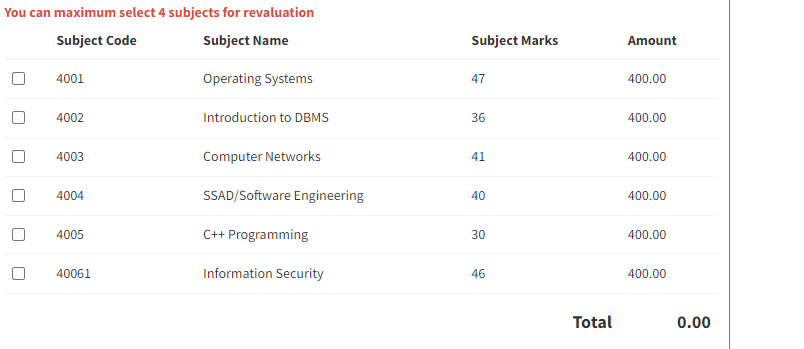 You can maximum select 4 subjects for revaluation
Subject Code Subject Name Subject Marks Amount
4001 Operating Systems 47 400.00
4002 Introduction to DBMS 36 400.00
4003 Computer Networks 41 400.00
4004 SSAD/Software Engineering 40 400.00
4005 C++ Programming 30 400.00
40061 Information Security 46 400.00
Total 0.00